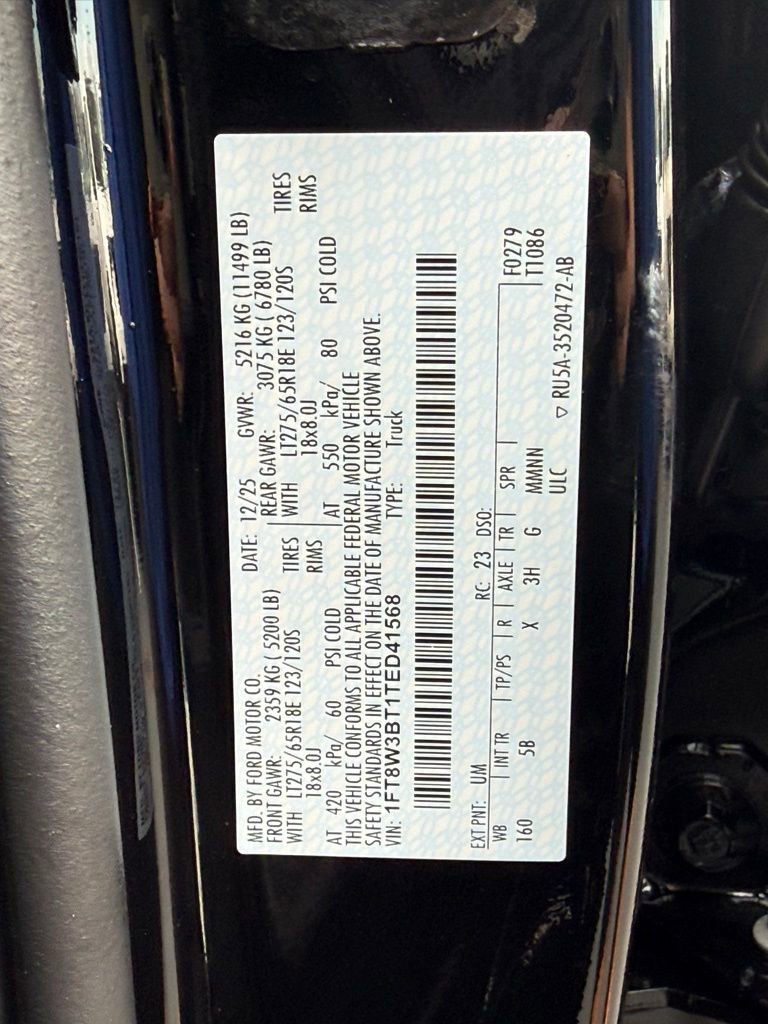 MFD. BY FORD MOTOR CO. DATE: 12/25 GVWR: 5216 KG (11499 LB)
FRONT GAWR: 2359 KG ( 5200 LB) REAR GAWR: 3075 KG ( 6780 LB)
WITH LT275/65R18E 123/120S TIRES WITH LT275/65R18E 123/120S TIRES
18x8.0J RIMS 18x8.0J RIMS
AT 420 kPa/ 60 PSI COLD AT 550 kPa/ 80 PSI COLD
THIS VEHICLE CONFORMS TO ALL APPLICABLE FEDERAL MOTOR VEHICLE
SAFETY STANDARDS IN EFFECT ON THE DATE OF MANUFACTURE SHOWN ABOVE.
VIN: 1FT8W3BT1TED41568 TYPE: Truck
EXT PNT: UM RC: 23 DSO:
WB INT TR TP/PS R AXLE TR SPR F0279
160 5B X 3H G MMMNN T1086
ULC ▽ RU5A-3520472-AB